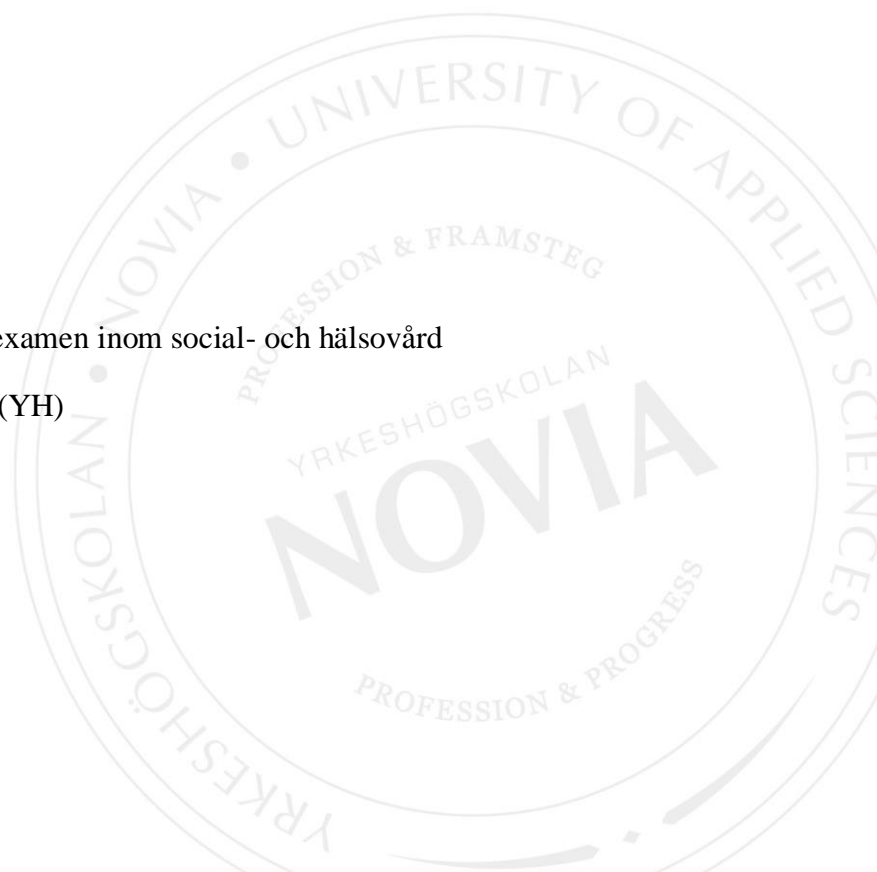 examen inom social- och hälsovård
(YH)
YRKESHÖGSKOLAN • NOVIA • UNIVERSITY OF APPLIED SCIENCES
PROFESSION & FRAMSTEG
YRKESHÖGSKOLAN
NOVIA
PROFESSION & PROGRESS